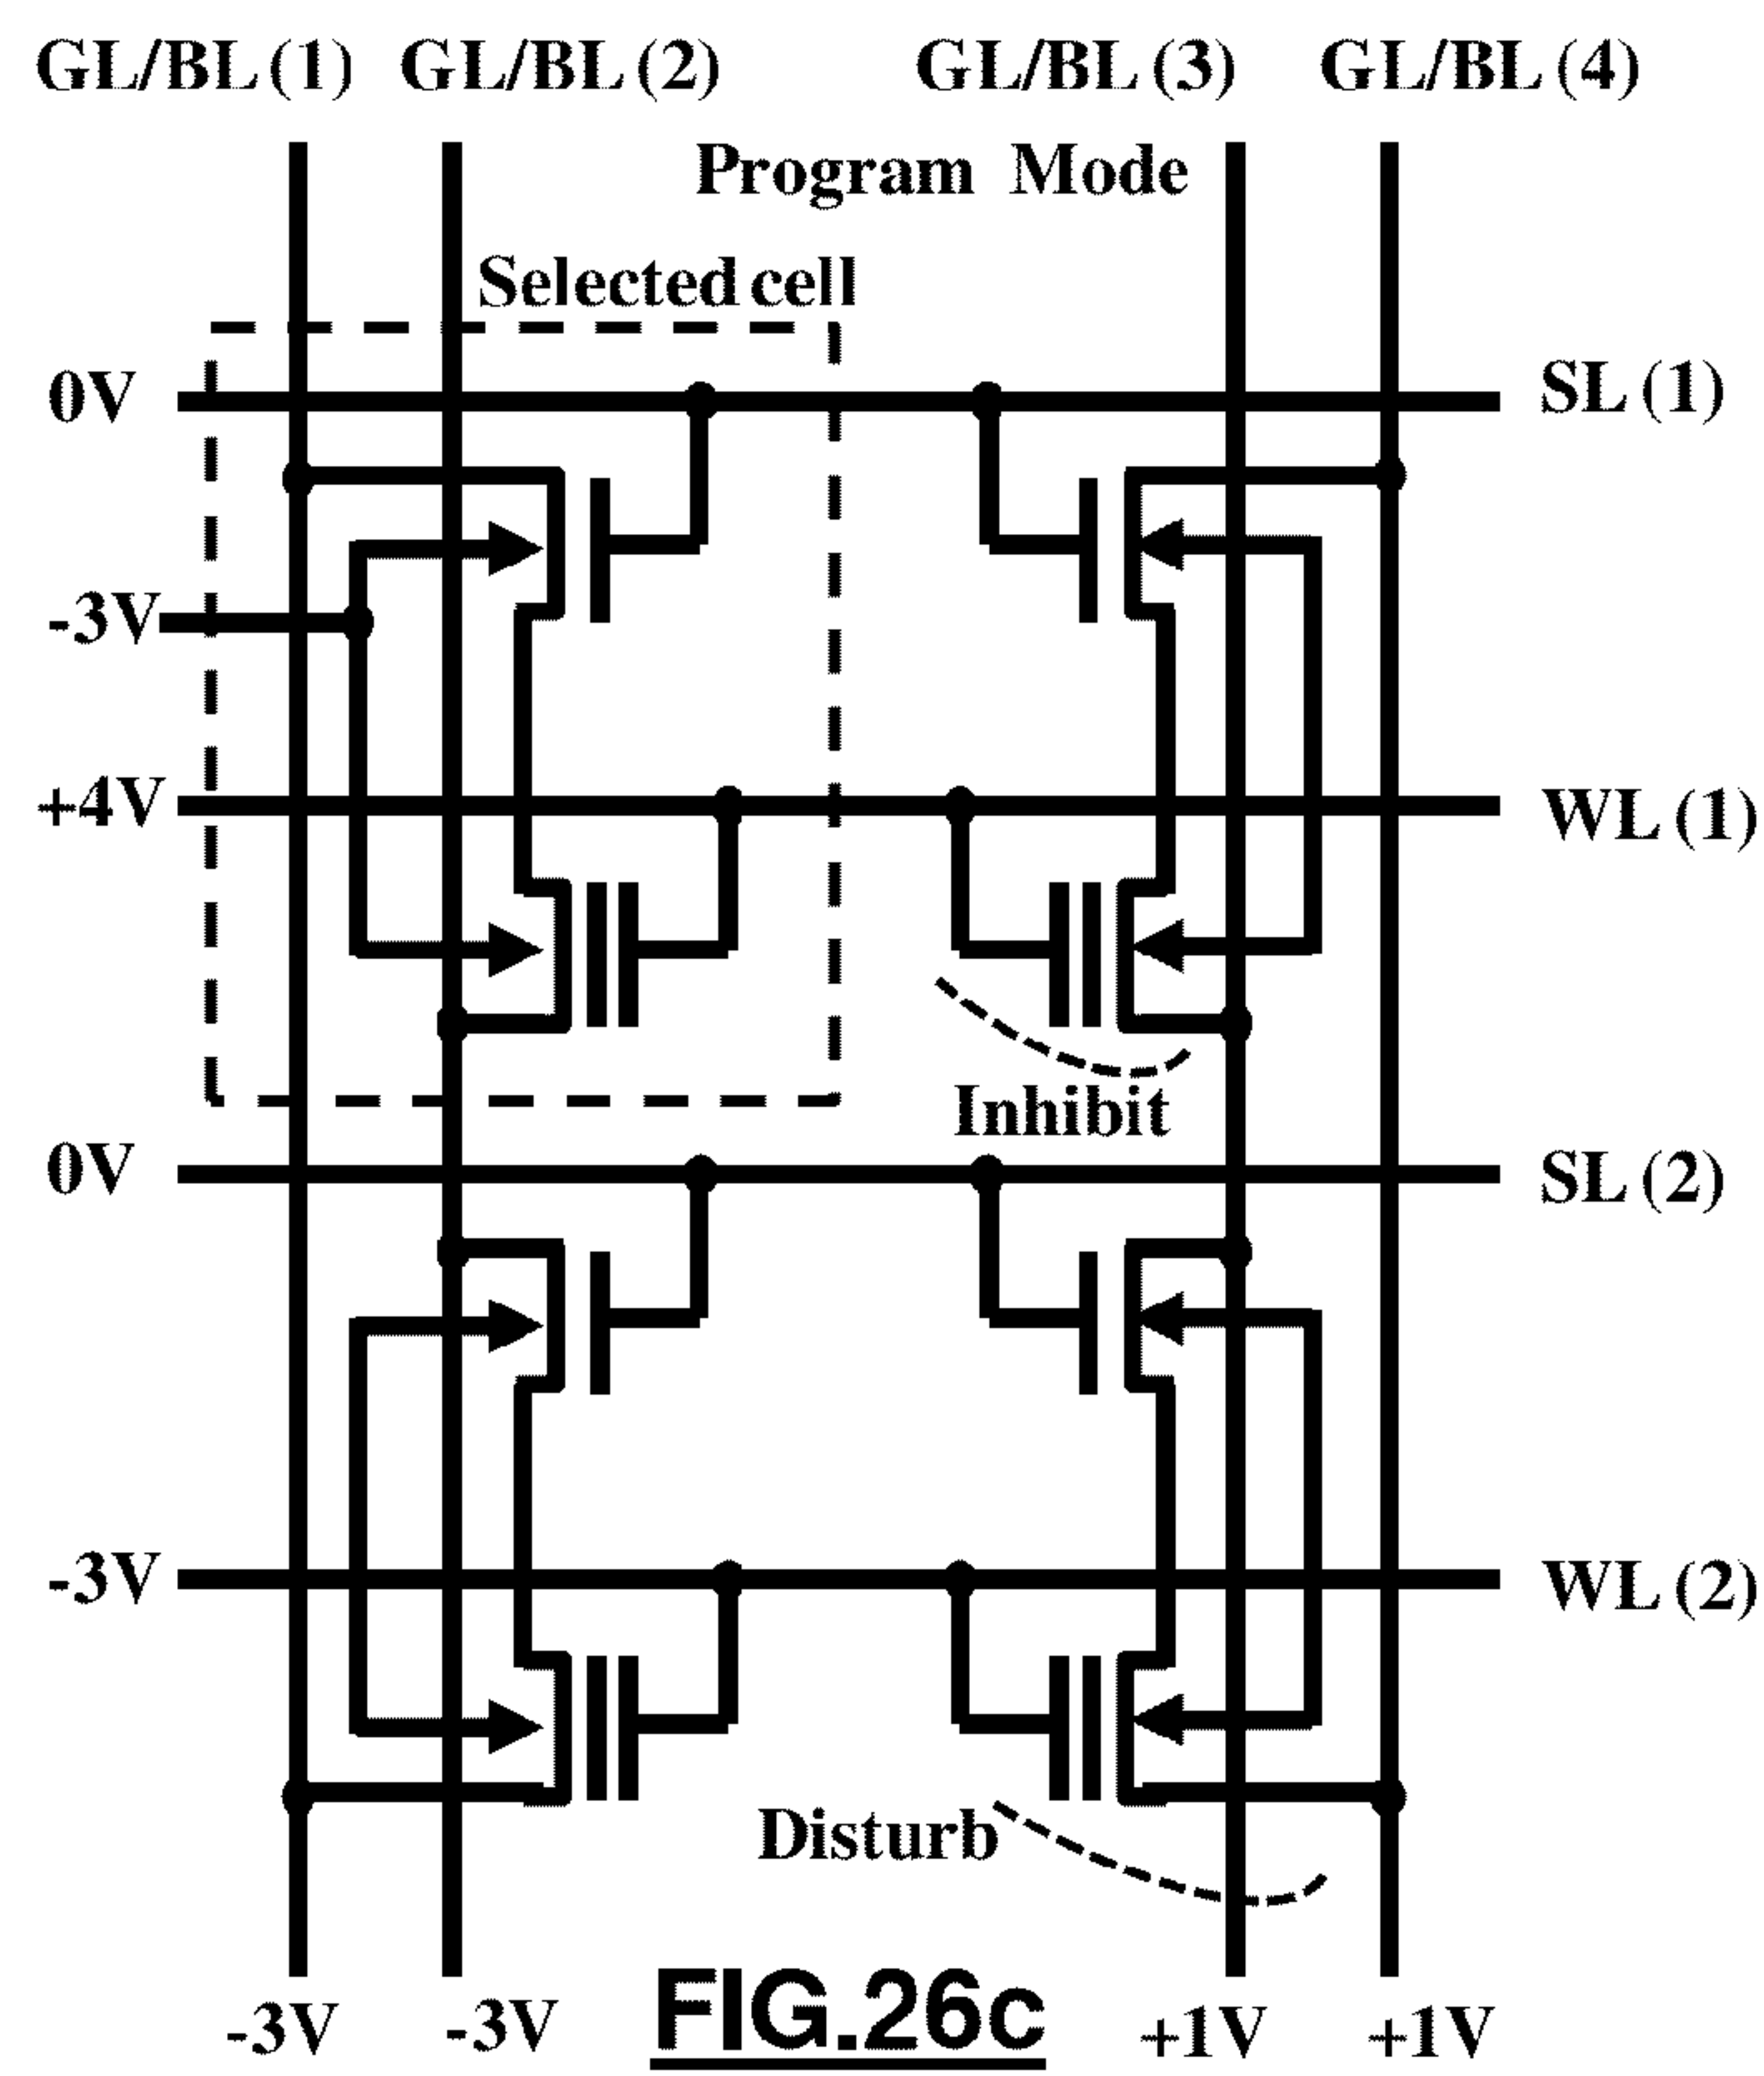 GL/BL (1) GL/BL (2) GL/BL (3) GL/BL (4)
Program Mode
Selected cell
0V SL (1)
-3V
+4V WL (1)
Inhibit
0V SL (2)
-3V WL (2)
Disturb
-3V -3V +1V +1V
FIG.26c